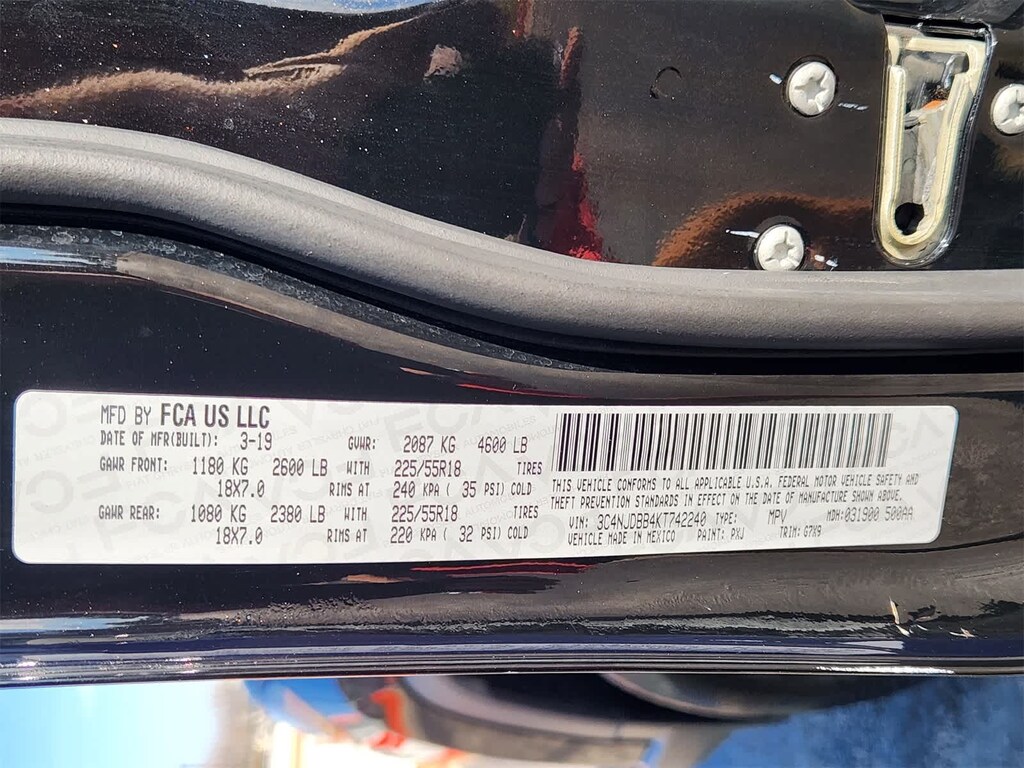 MFD BY FCA US LLC
DATE OF MFR(BUILT): 3-19 GVWR: 2087 KG 4600 LB
GAWR FRONT: 1180 KG 2600 LB WITH 225/55R18 TIRES
18X7.0 RIMS AT 240 KPA ( 35 PSI) COLD
GAWR REAR: 1080 KG 2380 LB WITH 225/55R18 TIRES
18X7.0 RIMS AT 220 KPA ( 32 PSI) COLD
THIS VEHICLE CONFORMS TO ALL APPLICABLE U.S.A. FEDERAL MOTOR VEHICLE SAFETY AND
THEFT PREVENTION STANDARDS IN EFFECT ON THE DATE OF MANUFACTURE SHOWN ABOVE.
VIN: 3C4NJDBB4KT742240 TYPE: MPV MDH:031900 500AA
VEHICLE MADE IN MEXICO PAINT: PXJ TRIM: G7X9